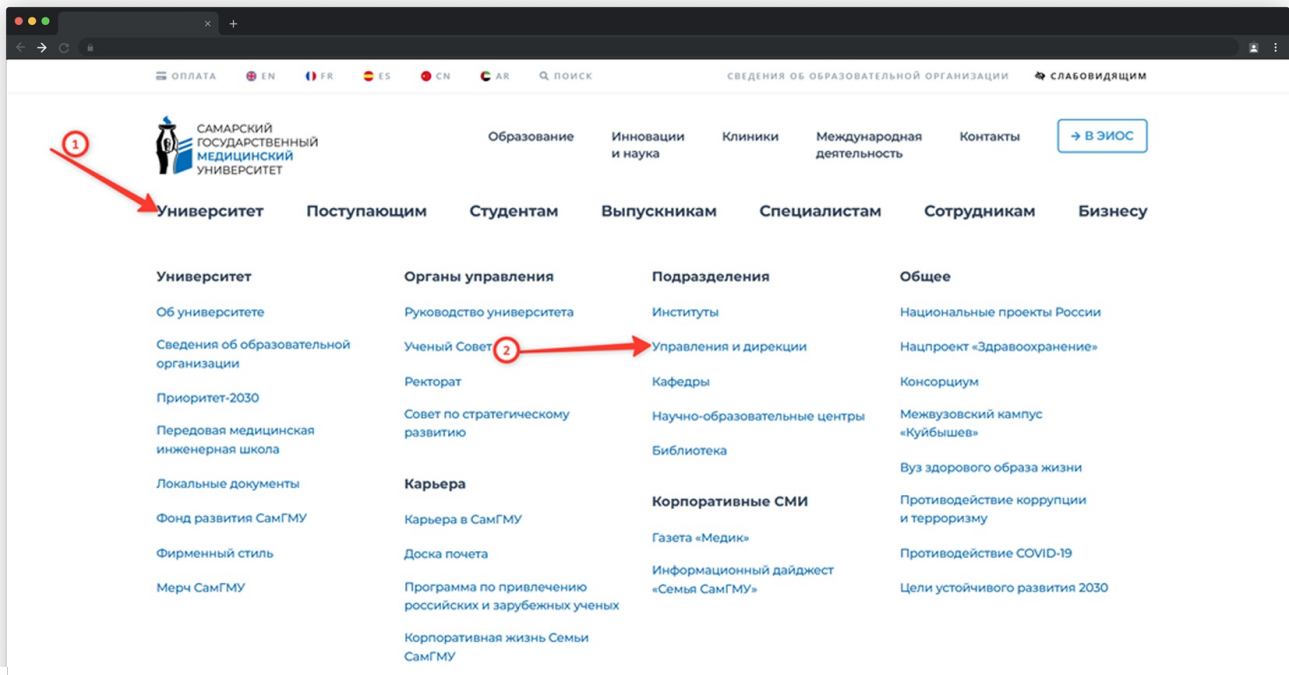 ОПЛАТА EN FR ES CN AR ПОИСК СВЕДЕНИЯ ОБ ОБРАЗОВАТЕЛЬНОЙ ОРГАНИЗАЦИИ СЛАБОВИДЯЩИМ
САМАРСКИЙ
ГОСУДАРСТВЕННЫЙ
МЕДИЦИНСКИЙ
УНИВЕРСИТЕТ
Образование
Инновации
и наука
Клиники
Международная
деятельность
Контакты
→ В ЭИОС
1
Университет Поступающим Студентам Выпускникам Специалистам Сотрудникам Бизнесу
Университет
Об университете
Сведения об образовательной
организации
Приоритет-2030
Передовая медицинская
инженерная школа
Локальные документы
Фонд развития СамГМУ
Фирменный стиль
Мерч СамГМУ
Органы управления
Руководство университета
Ученый Совет
2
Ректорат
Совет по стратегическому
развитию
Карьера
Карьера в СамГМУ
Доска почета
Программа по привлечению
российских и зарубежных ученых
Корпоративная жизнь Семьи
СамГМУ
Подразделения
Институты
Управления и дирекции
Кафедры
Научно-образовательные центры
Библиотека
Корпоративные СМИ
Газета «Медик»
Информационный дайджест
«Семья СамГМУ»
Общее
Национальные проекты России
Нацпроект «Здравоохранение»
Консорциум
Межвузовский кампус
«Куйбышев»
Вуз здорового образа жизни
Противодействие коррупции
и терроризму
Противодействие COVID-19
Цели устойчивого развития 2030